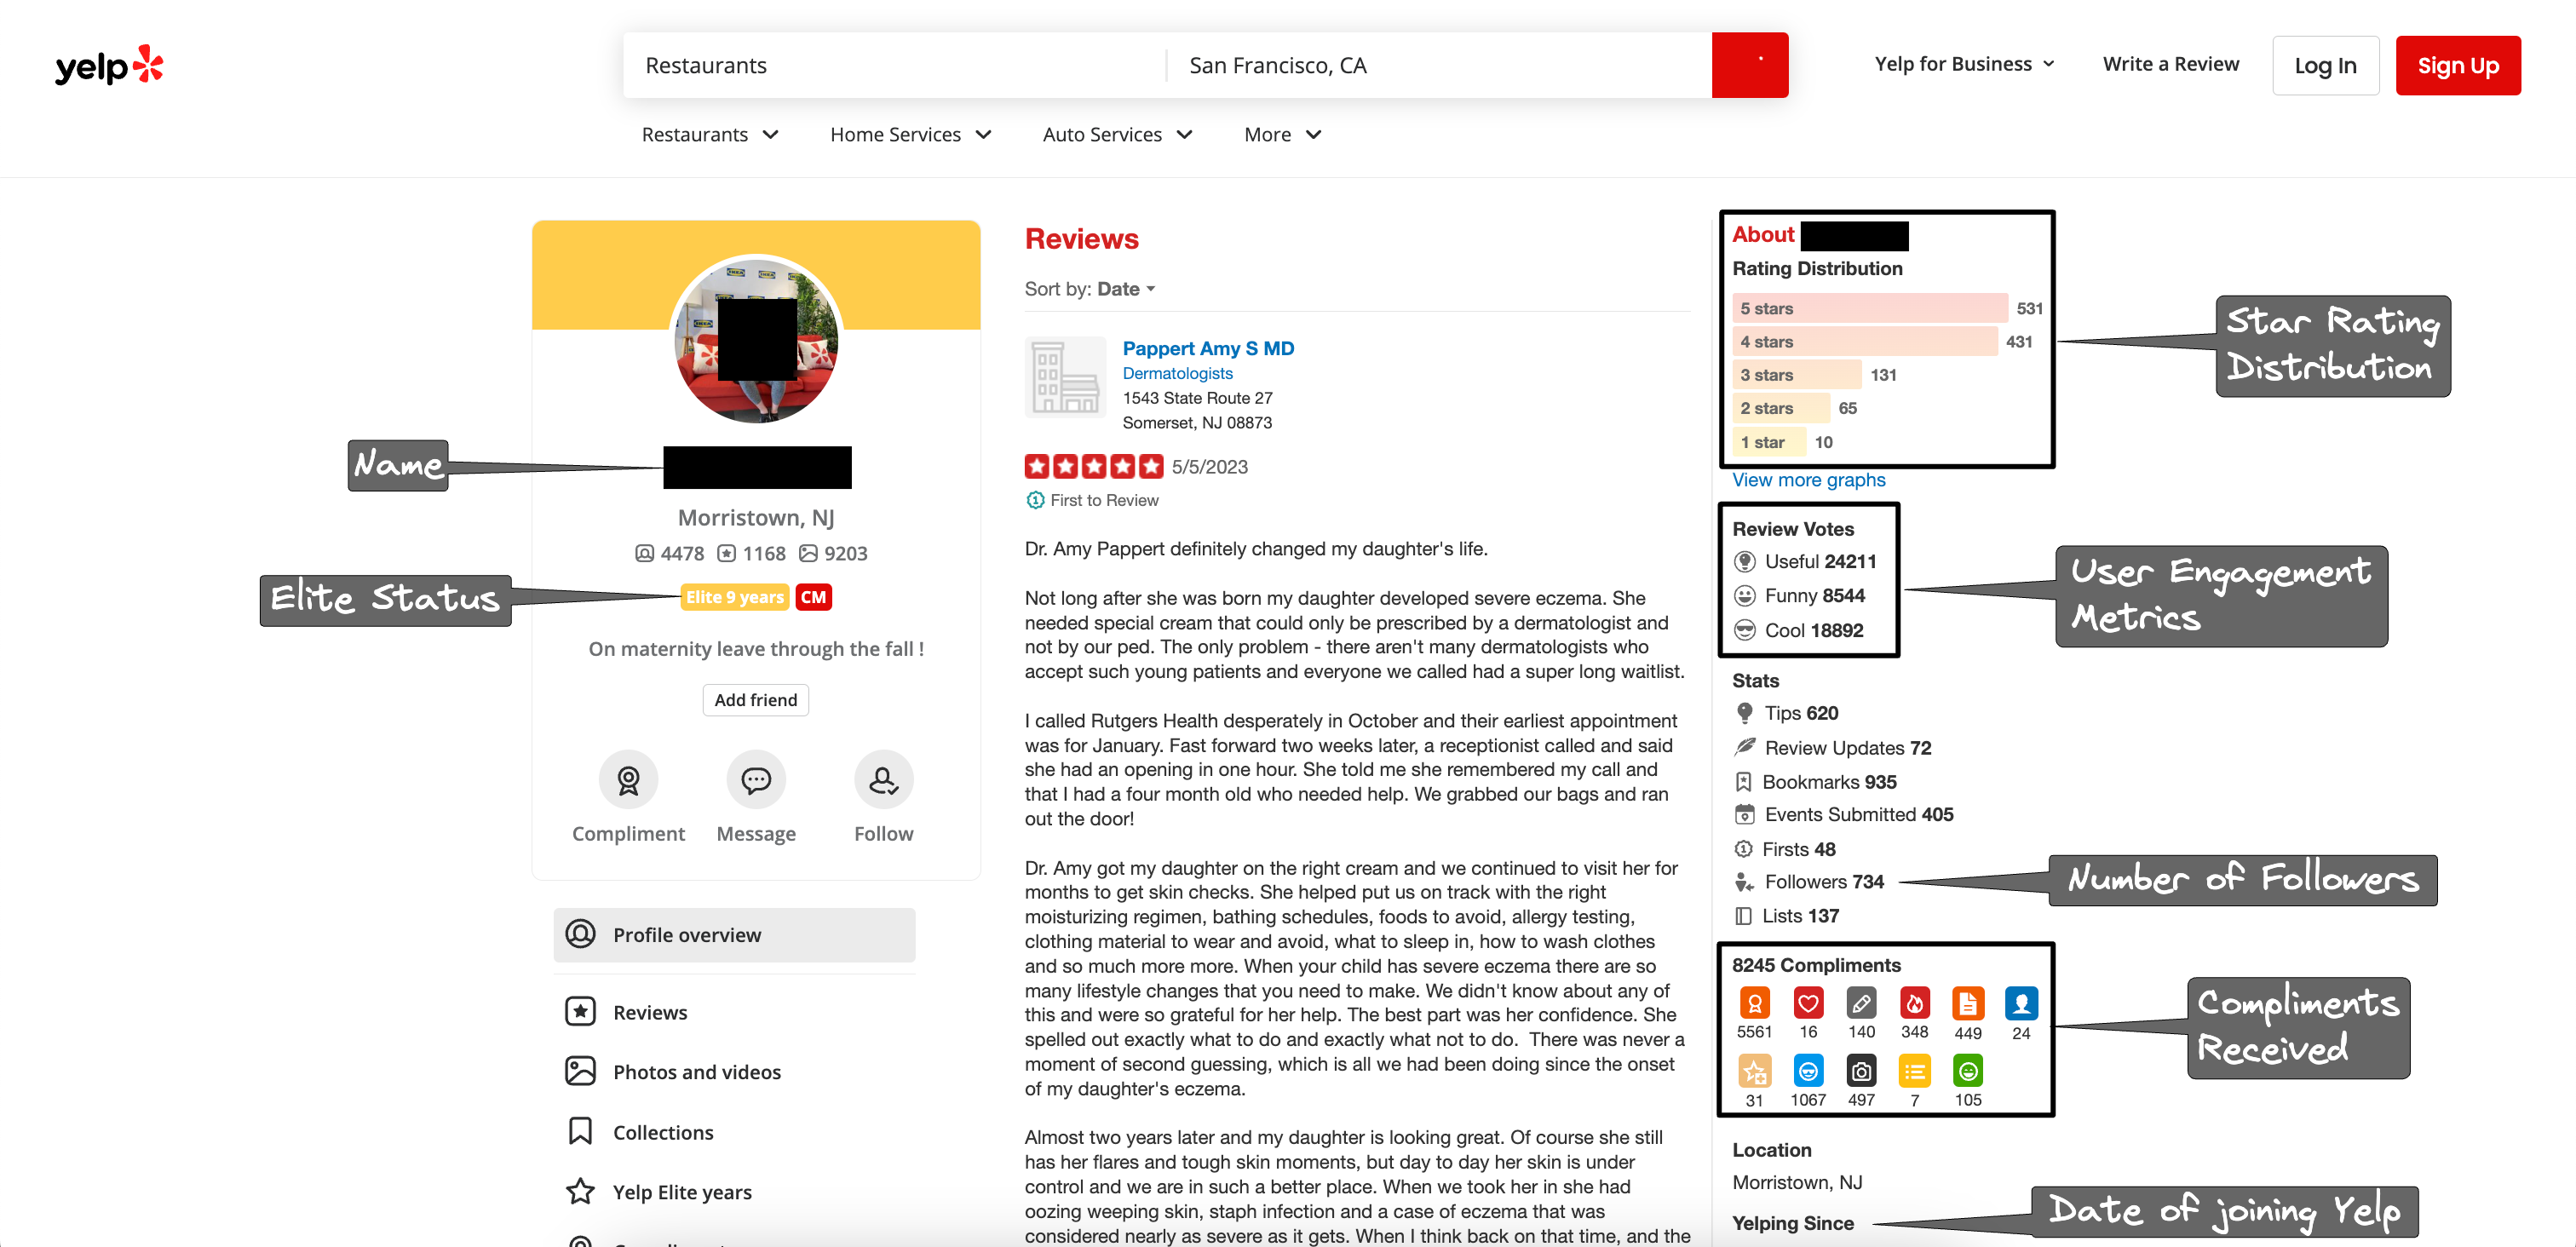 yelp
Restaurants
San Francisco, CA
Yelp for Business
Write a Review
Log In
Sign Up
Restaurants
Home Services
Auto Services
More
Name
Elite Status
Morristown, NJ
4478 1168 9203
Elite 9 years CM
On maternity leave through the fall !
Add friend
Compliment Message Follow
Profile overview
Reviews
Photos and videos
Collections
Yelp Elite years
Reviews
Sort by: Date
Pappert Amy S MD
Dermatologists
1543 State Route 27
Somerset, NJ 08873
5/5/2023
First to Review
Dr. Amy Pappert definitely changed my daughter's life.
Not long after she was born my daughter developed severe eczema. She
needed special cream that could only be prescribed by a dermatologist and
not by our ped. The only problem - there aren't many dermatologists who
accept such young patients and everyone we called had a super long waitlist.
I called Rutgers Health desperately in October and their earliest appointment
was for January. Fast forward two weeks later, a receptionist called and said
she had an opening in one hour. She told me she remembered my call and
that I had a four month old who needed help. We grabbed our bags and ran
out the door!
Dr. Amy got my daughter on the right cream and we continued to visit her for
months to get skin checks. She helped put us on track with the right
moisturizing regimen, bathing schedules, foods to avoid, allergy testing,
clothing material to wear and avoid, what to sleep in, how to wash clothes
and so much more more. When your child has severe eczema there are so
many lifestyle changes that you need to make. We didn't know about any of
this and were so grateful for her help. The best part was her confidence. She
spelled out exactly what to do and exactly what not to do. There was never a
moment of second guessing, which is all we had been doing since the onset
of my daughter's eczema.
Almost two years later and my daughter is looking great. Of course she still
has her flares and tough skin moments, but day to day her skin is under
control and we are in such a better place. When we took her in she had
oozing weeping skin, staph infection and a case of eczema that was
considered nearly as severe as it gets. When I think back on that time, and the
About
Rating Distribution
5 stars 531
4 stars 431
3 stars 131
2 stars 65
1 star 10
View more graphs
Review Votes
Useful 24211
Funny 8544
Cool 18892
Stats
Tips 620
Review Updates 72
Bookmarks 935
Events Submitted 405
Firsts 48
Followers 734
Lists 137
8245 Compliments
5561 16 140 348 449 24
31 1067 497 7 105
Location
Morristown, NJ
Yelping Since
Star Rating
Distribution
User Engagement
Metrics
Number of Followers
Compliments
Received
Date of joining Yelp